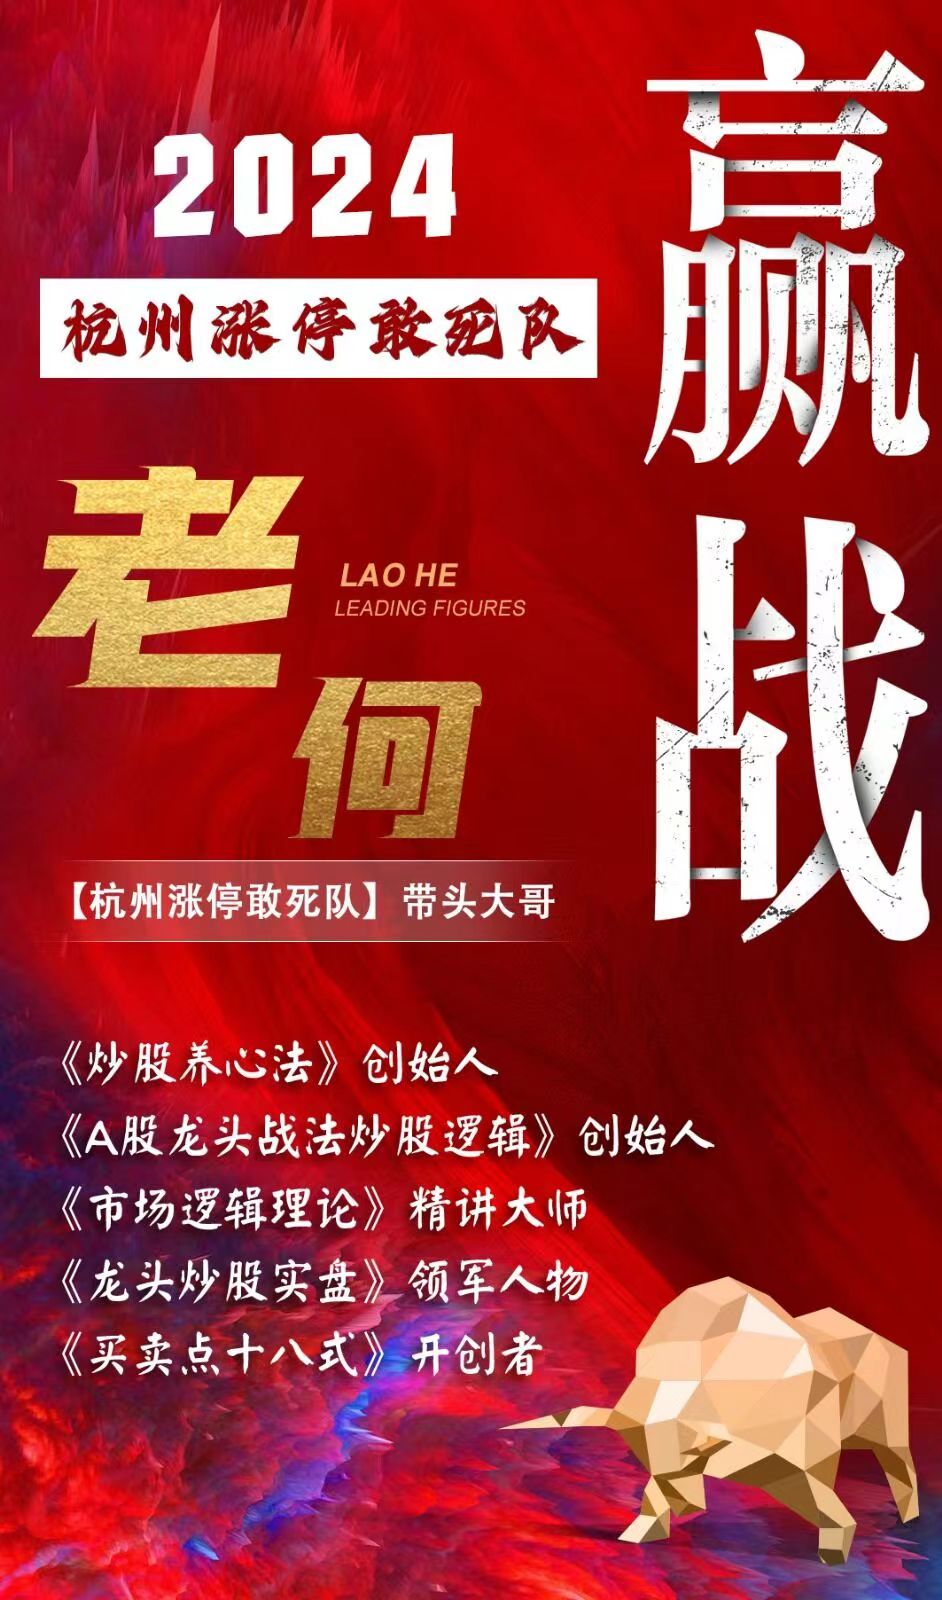 2024
杭州涨停敢死队
赢战
老何
LAO HE
LEADING FIGURES
【杭州涨停敢死队】带头大哥
《炒股养心法》创始人
《A股龙头战法炒股逻辑》创始人
《市场逻辑理论》精讲大师
《龙头炒股实盘》领军人物
《买卖点十八式》开创者